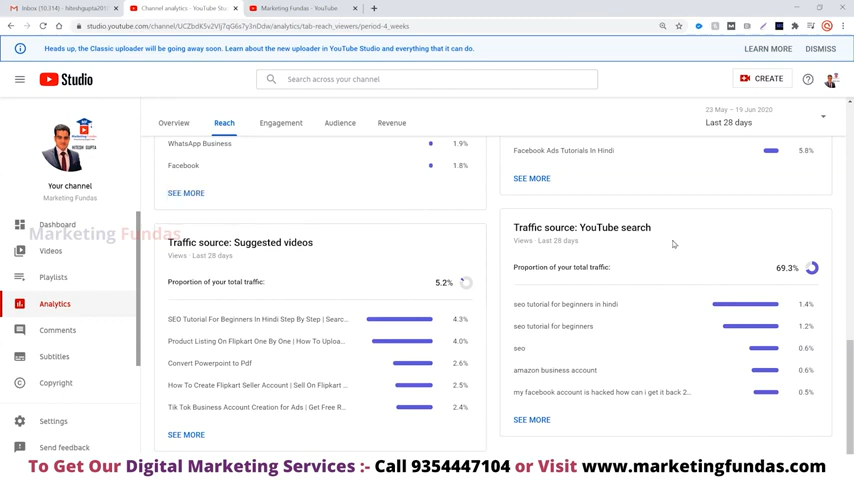 Inbox (10,314) - hiteshgupta201
Channel analytics - YouTube Stu
Marketing Fundas - YouTube
studio.youtube.com/channel/UCZbdK5v2Vlj7qG6s7y3nDdw/analytics/tab-reach_viewers/period-4_weeks
Heads up, the Classic uploader will be going away soon. Learn about the new uploader in YouTube Studio and everything that it can do.
LEARN MORE
DISMISS
Studio
Search across your channel
CREATE
Overview
Reach
Engagement
Audience
Revenue
23 May – 19 Jun 2020
Last 28 days
Marketing
Fundas
HITESH GUPTA
Your channel
Marketing Fundas
Dashboard
Videos
Playlists
Analytics
Comments
Subtitles
Copyright
Settings
Send feedback
Marketing Fundas
WhatsApp Business 1.9%
Facebook 1.8%
SEE MORE
Facebook Ads Tutorials In Hindi 5.8%
SEE MORE
Traffic source: Suggested videos
Views · Last 28 days
Proportion of your total traffic: 5.2%
SEO Tutorial For Beginners In Hindi Step By Step | Searc... 4.3%
Product Listing On Flipkart One By One | How To Uploa... 4.0%
Convert Powerpoint to Pdf 2.6%
How To Create Flipkart Seller Account | Sell On Flipkart ... 2.5%
Tik Tok Business Account Creation for Ads | Get Free R... 2.4%
SEE MORE
Traffic source: YouTube search
Views · Last 28 days
Proportion of your total traffic: 69.3%
seo tutorial for beginners in hindi 1.4%
seo tutorial for beginners 1.2%
seo 0.6%
amazon business account 0.6%
my facebook account is hacked how can i get it back 2... 0.5%
SEE MORE
To Get Our Digital Marketing Services :- Call 9354447104 or Visit www.marketingfundas.com